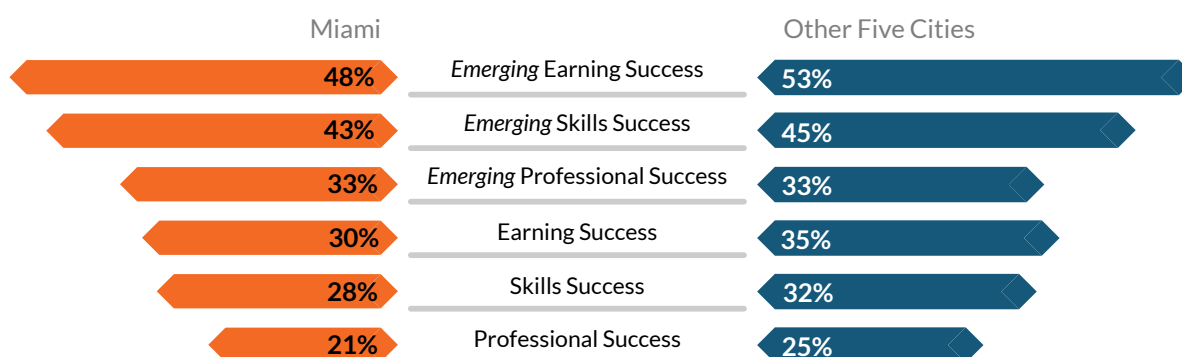 Miami Other Five Cities
48% Emerging Earning Success 53%
43% Emerging Skills Success 45%
33% Emerging Professional Success 33%
30% Earning Success 35%
28% Skills Success 32%
21% Professional Success 25%